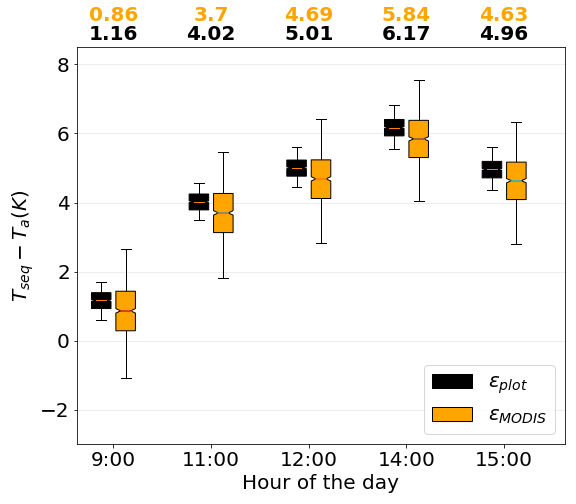 0.86 3.7 4.69 5.84 4.63
1.16 4.02 5.01 6.17 4.96
8
6
4
2
0
−2
T_seq − T_a(K)
ε_plot
ε_MODIS
9:00 11:00 12:00 14:00 15:00
Hour of the day